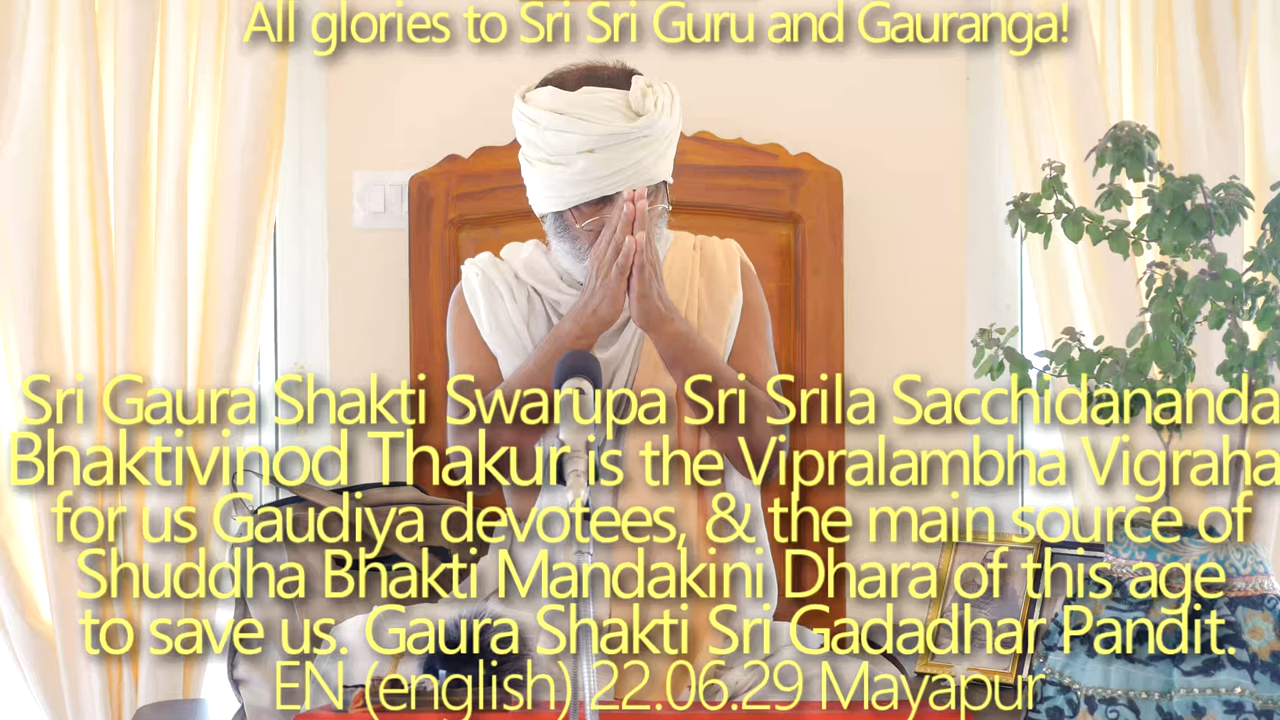 All glories to Sri Sri Guru and Gauranga!
Sri Gaura Shakti Swarupa Sri Srila Sacchidananda
Bhaktivinod Thakur is the Vipralambha Vigraha
for us Gaudiya devotees, & the main source of
Shuddha Bhakti Mandakini Dhara of this age
to save us. Gaura Shakti Sri Gadadhar Pandit.
EN (english) 22.06.29 Mayapur